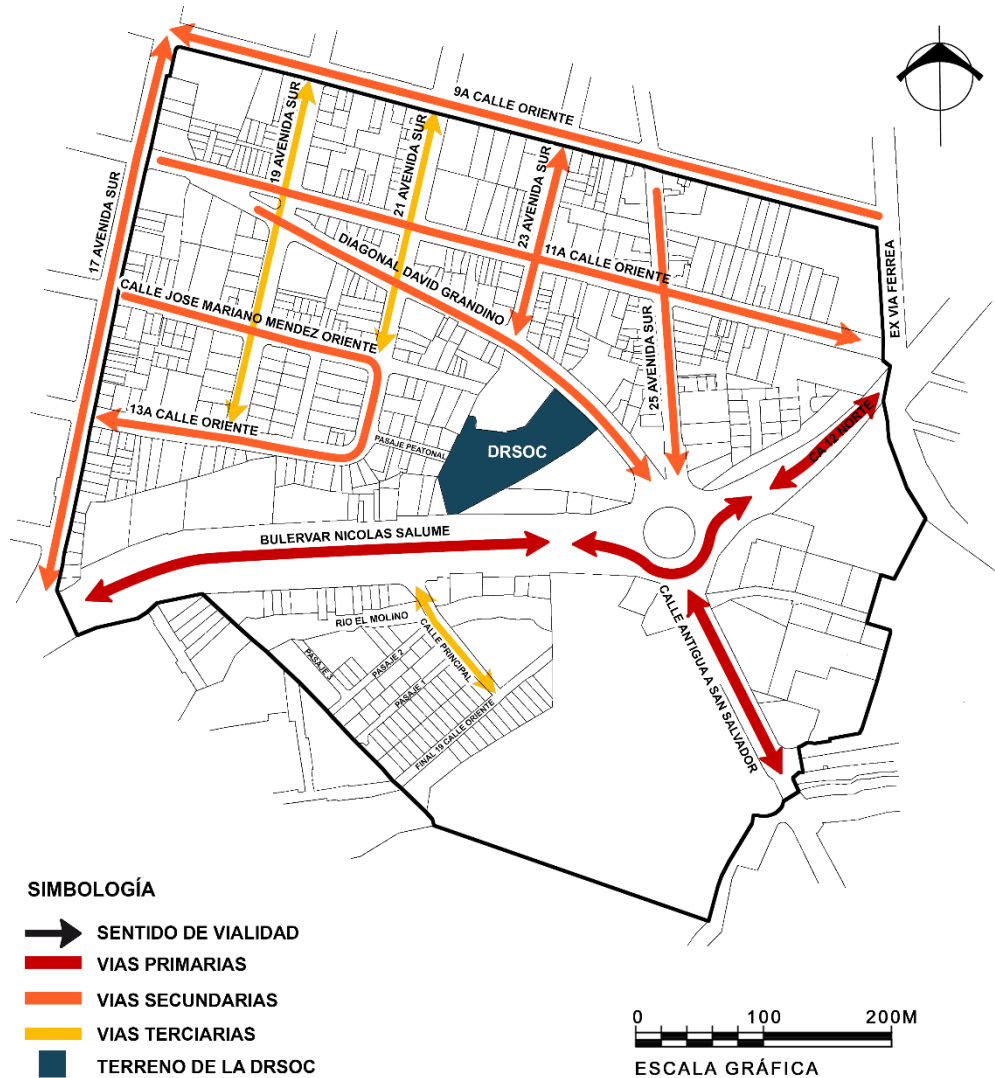 9A CALLE ORIENTE
19 AVENIDA SUR
21 AVENIDA SUR
23 AVENIDA SUR
17 AVENIDA SUR
11A CALLE ORIENTE
DIAGONAL DAVID GRANDINO
EX VIA FERREA
CALLE JOSE MARIANO MENDEZ ORIENTE
25 AVENIDA SUR
13A CALLE ORIENTE
PASAJE PEATONAL
DRSOC
CA 12 NORTE
BULERVAR NICOLAS SALUME
RIO EL MOLINO
CALLE PRINCIPAL
CALLE ANTIGUA A SAN SALVADOR
PASAJE 3
PASAJE 2
PASAJE 1
FINAL 19 CALLE ORIENTE
SIMBOLOGÍA
SENTIDO DE VIALIDAD
VIAS PRIMARIAS
VIAS SECUNDARIAS
VIAS TERCIARIAS
TERRENO DE LA DRSOC
0 100 200M
ESCALA GRÁFICA